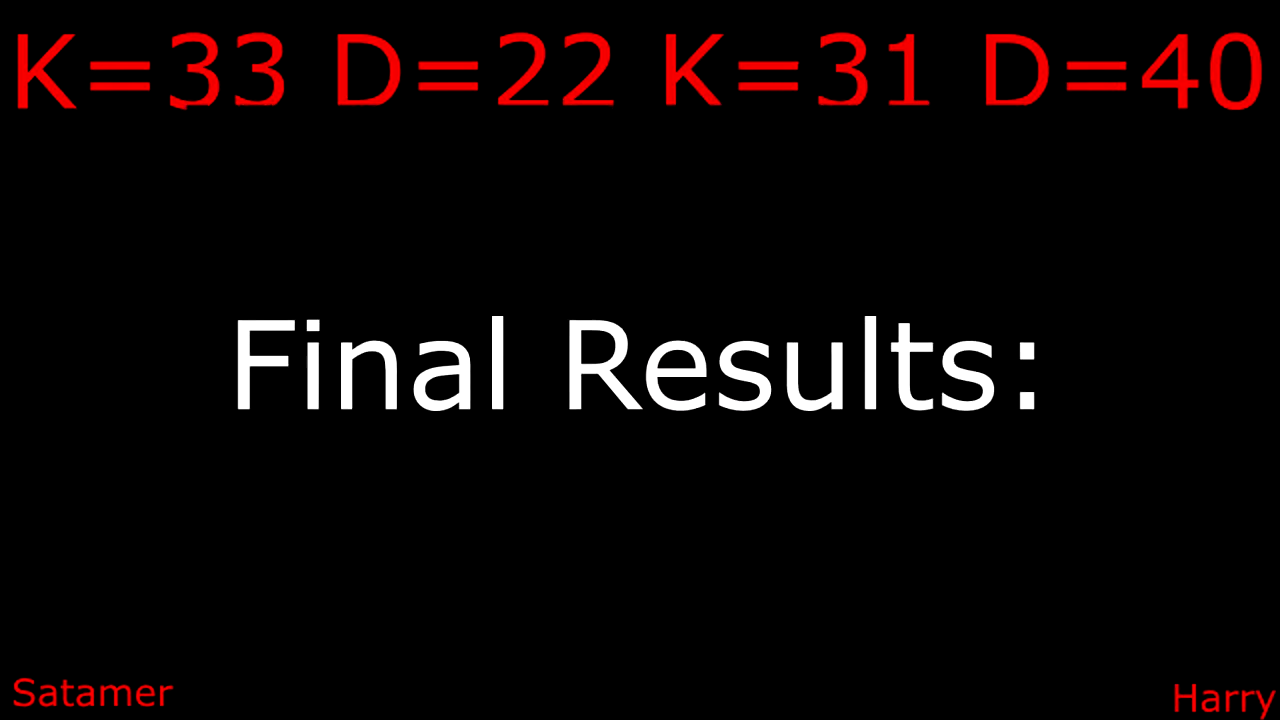 K=33 D=22 K=31 D=40
Final Results:
Satamer
Harry